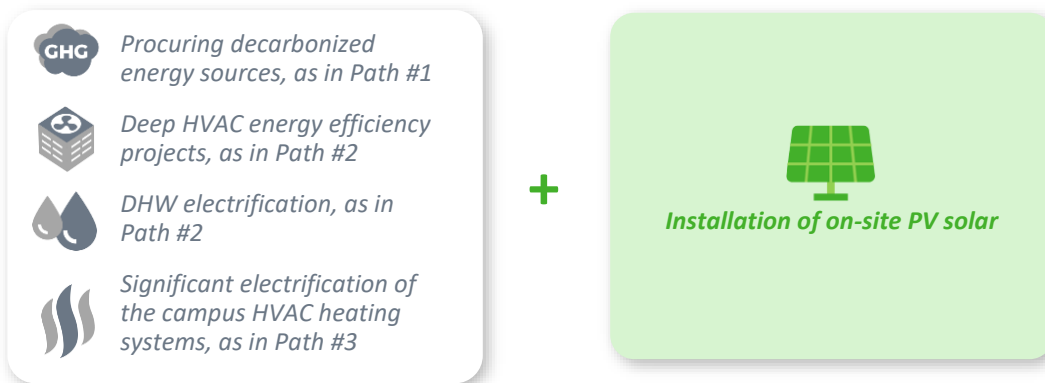 GHG
Procuring decarbonized
energy sources, as in Path #1
Deep HVAC energy efficiency
projects, as in Path #2
DHW electrification, as in
Path #2
Significant electrification of
the campus HVAC heating
systems, as in Path #3
+
Installation of on-site PV solar